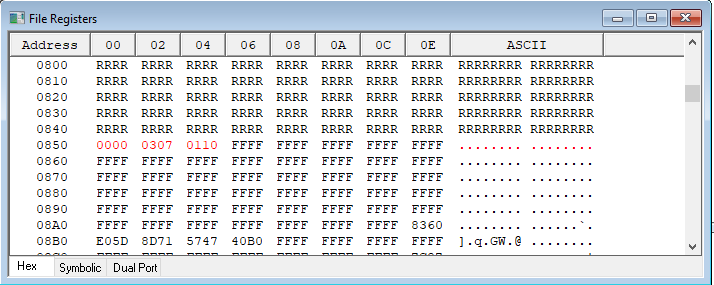 File Registers
Address 00 02 04 06 08 0A 0C 0E ASCII
0800 RRRR RRRR RRRR RRRR RRRR RRRR RRRR RRRR RRRRRRRR RRRRRRRR
0810 RRRR RRRR RRRR RRRR RRRR RRRR RRRR RRRR RRRRRRRR RRRRRRRR
0820 RRRR RRRR RRRR RRRR RRRR RRRR RRRR RRRR RRRRRRRR RRRRRRRR
0830 RRRR RRRR RRRR RRRR RRRR RRRR RRRR RRRR RRRRRRRR RRRRRRRR
0840 RRRR RRRR RRRR RRRR RRRR RRRR RRRR RRRR RRRRRRRR RRRRRRRR
0850 0000 0307 0110 FFFF FFFF FFFF FFFF FFFF ........ ........
0860 FFFF FFFF FFFF FFFF FFFF FFFF FFFF FFFF ........ ........
0870 FFFF FFFF FFFF FFFF FFFF FFFF FFFF FFFF ........ ........
0880 FFFF FFFF FFFF FFFF FFFF FFFF FFFF FFFF ........ ........
0890 FFFF FFFF FFFF FFFF FFFF FFFF FFFF FFFF ........ ........
08A0 FFFF FFFF FFFF FFFF FFFF FFFF FFFF 8360 ........ ......`.
08B0 E05D 8D71 5747 40B0 FFFF FFFF FFFF FFFF ].q.GW.@ ........
Hex Symbolic Dual Port